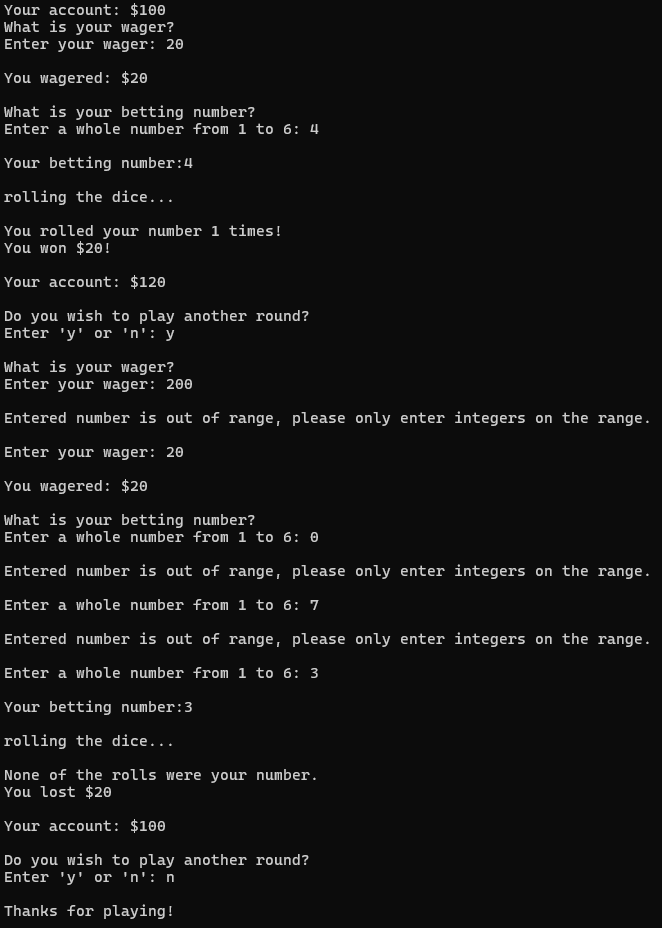 Your account: $100
What is your wager?
Enter your wager: 20
You wagered: $20
What is your betting number?
Enter a whole number from 1 to 6: 4
Your betting number:4
rolling the dice...
You rolled your number 1 times!
You won $20!
Your account: $120
Do you wish to play another round?
Enter 'y' or 'n': y
What is your wager?
Enter your wager: 200
Entered number is out of range, please only enter integers on the range.
Enter your wager: 20
You wagered: $20
What is your betting number?
Enter a whole number from 1 to 6: 0
Entered number is out of range, please only enter integers on the range.
Enter a whole number from 1 to 6: 7
Entered number is out of range, please only enter integers on the range.
Enter a whole number from 1 to 6: 3
Your betting number:3
rolling the dice...
None of the rolls were your number.
You lost $20
Your account: $100
Do you wish to play another round?
Enter 'y' or 'n': n
Thanks for playing!